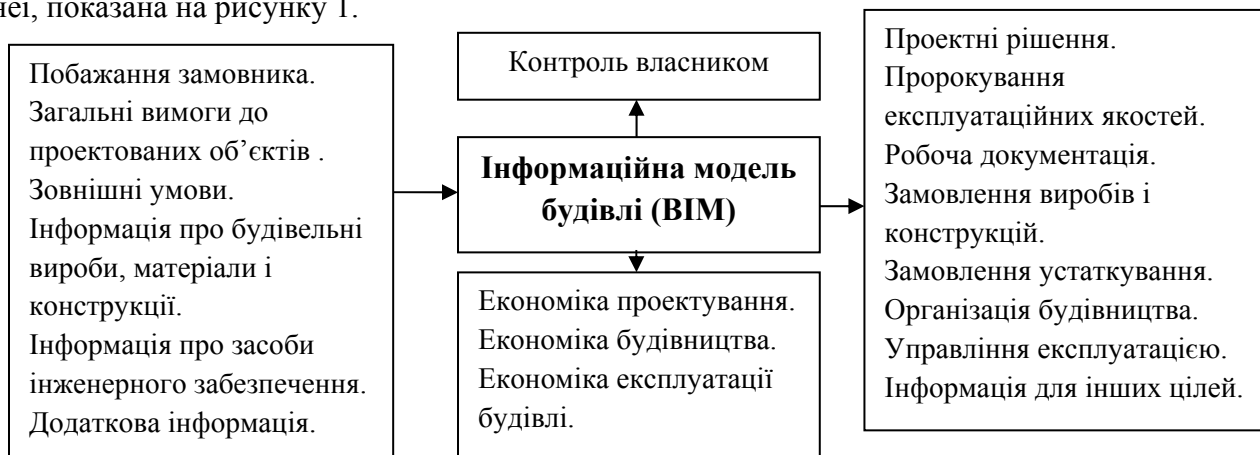 неї, показана на рисунку 1.
Побажання замовника.
Загальні вимоги до
проектованих об’єктів .
Зовнішні умови.
Інформація про будівельні
вироби, матеріали і
конструкції.
Інформація про засоби
інженерного забезпечення.
Додаткова інформація.
Контроль власником
Інформаційна модель
будівлі (BIM)
Економіка проектування.
Економіка будівництва.
Економіка експлуатації
будівлі.
Проектні рішення.
Пророкування
експлуатаційних якостей.
Робоча документація.
Замовлення виробів і
конструкцій.
Замовлення устаткування.
Організація будівництва.
Управління експлуатацією.
Інформація для інших цілей.